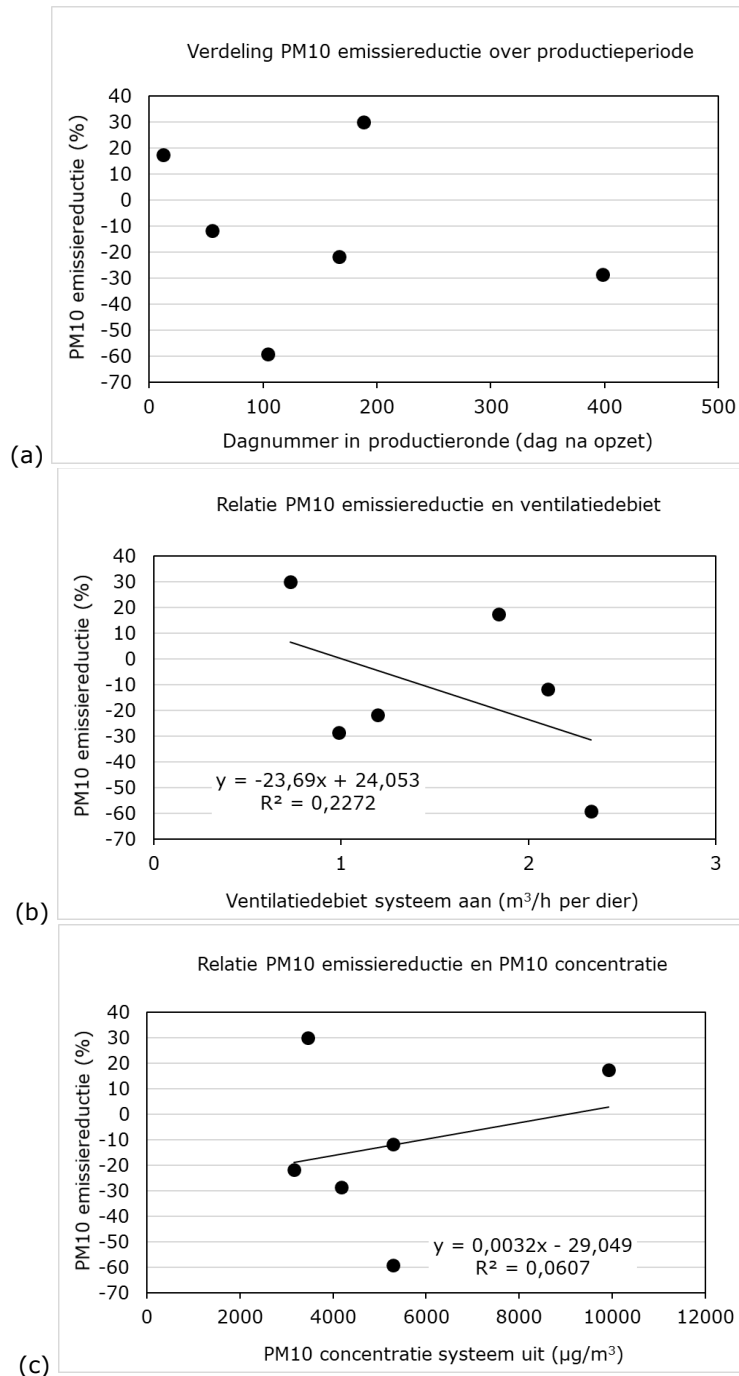 Verdeling PM10 emissiereductie over productieperiode
PM10 emissiereductie (%)
40
30
20
10
0
-10
-20
-30
-40
-50
-60
-70
0 100 200 300 400 500
Dagnummer in productieronde (dag na opzet)
(a)
Relatie PM10 emissiereductie en ventilatiedebiet
PM10 emissiereductie (%)
40
30
20
10
0
-10
-20
-30
-40
-50
-60
-70
y = -23,69x + 24,053
R² = 0,2272
0 1 2 3
Ventilatiedebiet systeem aan (m³/h per dier)
(b)
Relatie PM10 emissiereductie en PM10 concentratie
PM10 emissiereductie (%)
40
30
20
10
0
-10
-20
-30
-40
-50
-60
-70
y = 0,0032x - 29,049
R² = 0,0607
0 2000 4000 6000 8000 10000 12000
PM10 concentratie systeem uit (µg/m³)
(c)